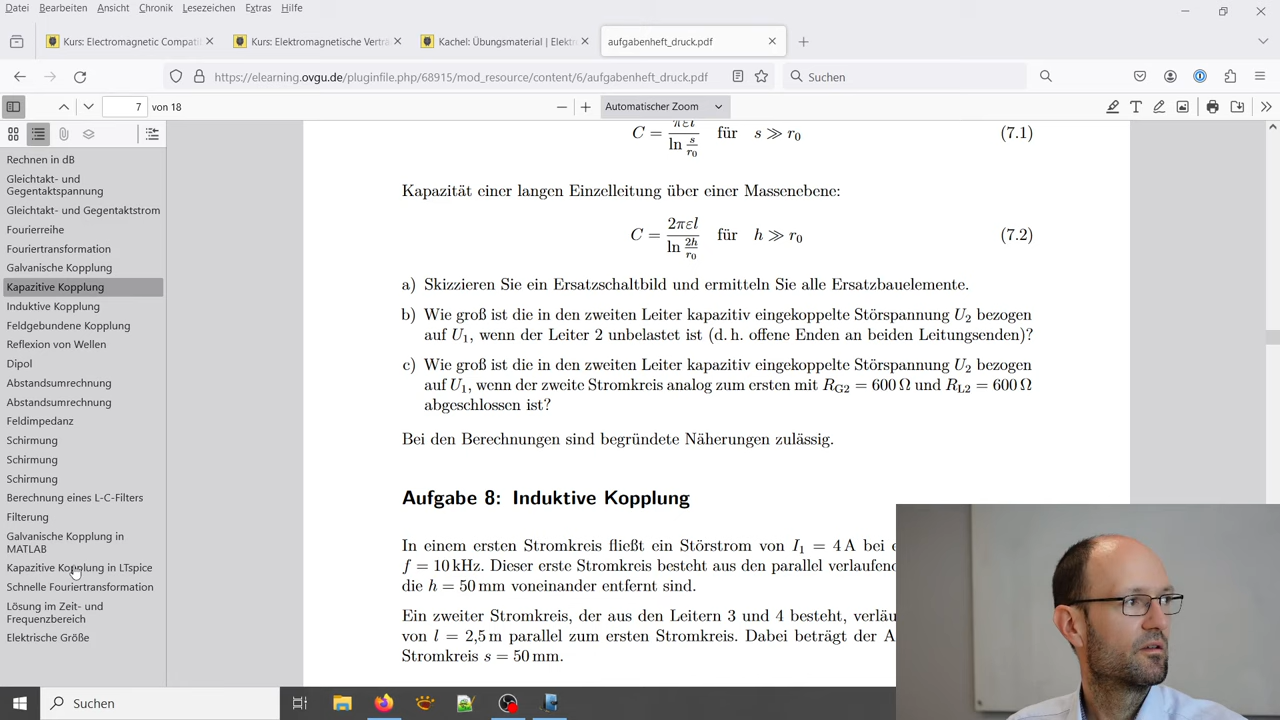 Datei Bearbeiten Ansicht Chronik Lesezeichen Extras Hilfe
Kurs: Electromagnetic Compati
Kurs: Elektromagnetische Verträ
Kachel: Übungsmaterial | Elektr
aufgabenheft_druck.pdf
https://elearning.ovgu.de/pluginfile.php/68915/mod_resource/content/6/aufgabenheft_druck.pdf
Suchen
7 von 18
Automatischer Zoom
Rechnen in dB
Gleichtakt- und
Gegentaktspannung
Gleichtakt- und Gegentaktstrom
Fourierreihe
Fouriertransformation
Galvanische Kopplung
Kapazitive Kopplung
Induktive Kopplung
Feldgebundene Kopplung
Reflexion von Wellen
Dipol
Abstandsumrechnung
Abstandsumrechnung
Feldimpedanz
Schirmung
Schirmung
Schirmung
Berechnung eines L-C-Filters
Filterung
Galvanische Kopplung in
MATLAB
Kapazitive Kopplung in LTspice
Schnelle Fouriertransformation
Lösung im Zeit- und
Frequenzbereich
Elektrische Größe
C = πεl / ln s/r₀ für s ≫ r₀ (7.1)
Kapazität einer langen Einzelleitung über einer Massenebene:
C = 2πεl / ln 2h/r₀ für h ≫ r₀ (7.2)
a) Skizzieren Sie ein Ersatzschaltbild und ermitteln Sie alle Ersatzbauelemente.
b) Wie groß ist die in den zweiten Leiter kapazitiv eingekoppelte Störspannung U₂ bezogen
auf U₁, wenn der Leiter 2 unbelastet ist (d. h. offene Enden an beiden Leitungsenden)?
c) Wie groß ist die in den zweiten Leiter kapazitiv eingekoppelte Störspannung U₂ bezogen
auf U₁, wenn der zweite Stromkreis analog zum ersten mit R_G2 = 600 Ω und R_L2 = 600 Ω
abgeschlossen ist?
Bei den Berechnungen sind begründete Näherungen zulässig.
Aufgabe 8: Induktive Kopplung
In einem ersten Stromkreis fließt ein Störstrom von I₁ = 4 A bei
f = 10 kHz. Dieser erste Stromkreis besteht aus den parallel
die h = 50 mm voneinander entfernt sind.
Ein zweiter Stromkreis, der aus den Leitern 3 und 4 besteht,
von l = 2,5 m parallel zum ersten Stromkreis. Dabei beträgt der
Stromkreis s = 50 mm.
Suchen